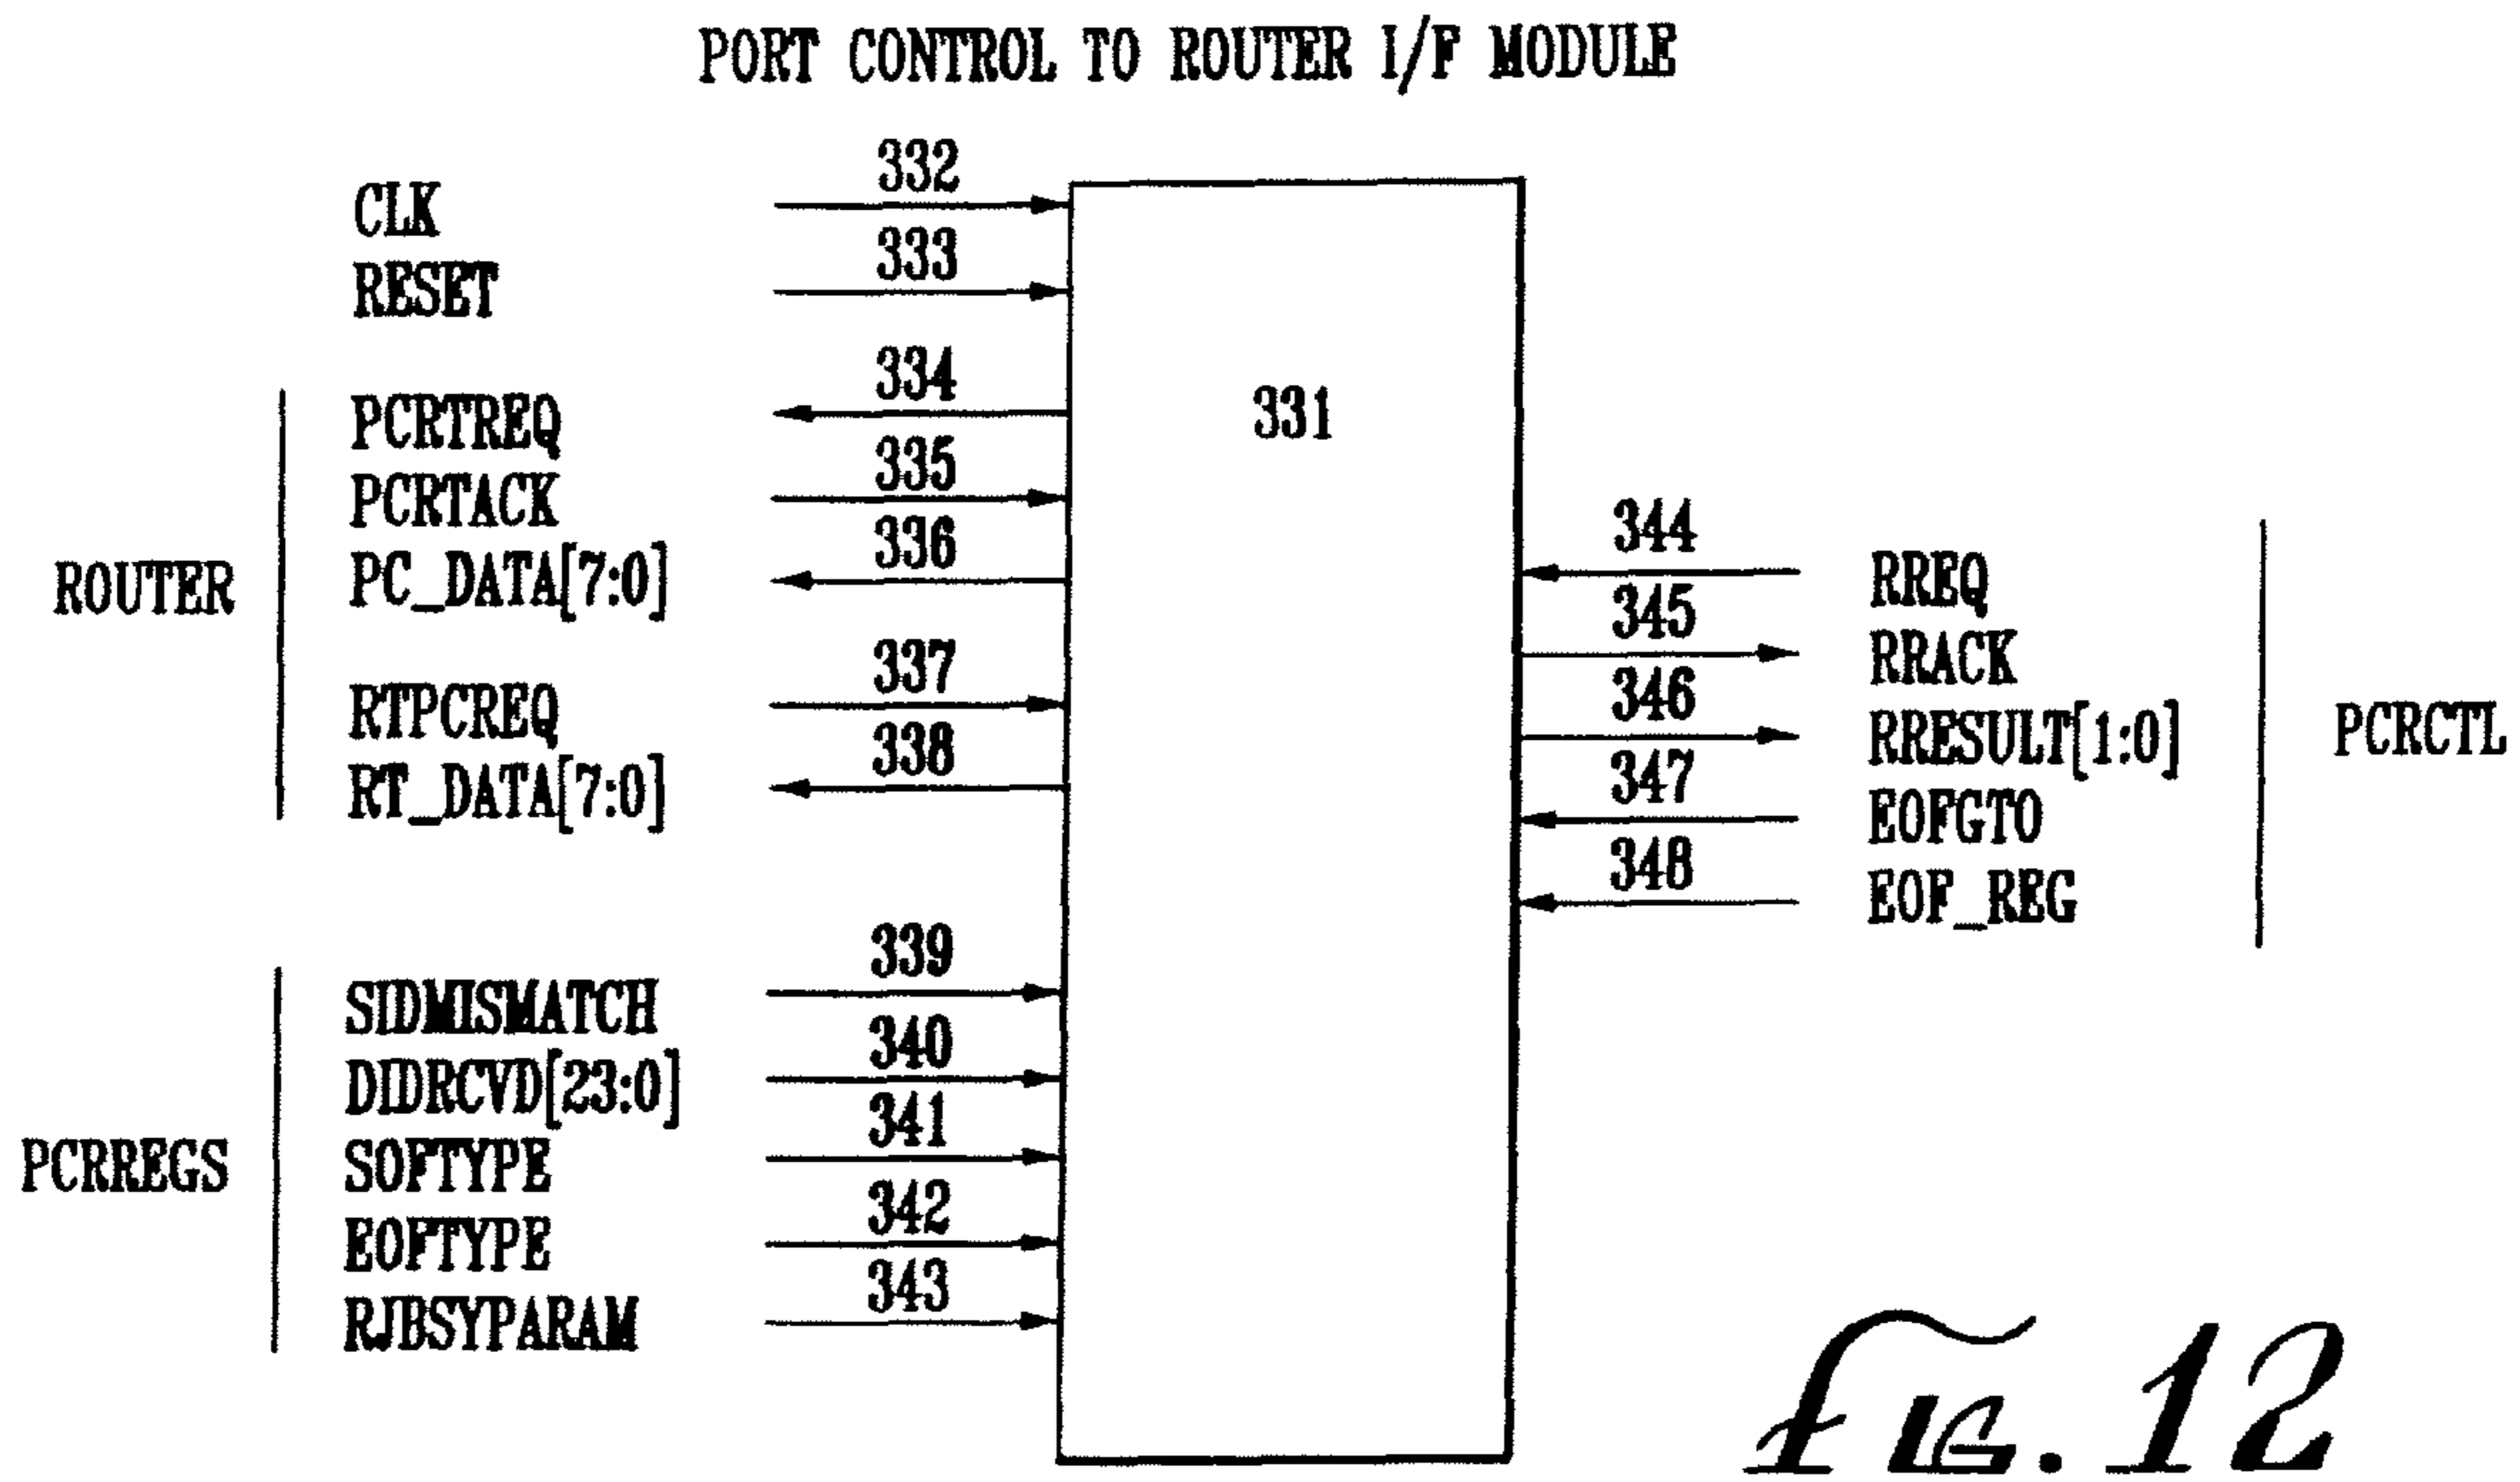 PORT CONTROL TO ROUTER I/F MODULE
332
CLK
333
RESET
334
PCRTREQ
335
PCRTACK
336
PC_DATA[7:0]
ROUTER
337
RTPCREQ
338
RT_DATA[7:0]
339
SIDMISMATCH
340
DIDRCVD[23:0]
341
PCRREGS
SOFTYPE
342
EOFTYPE
343
RJBSYPARAM
331
344
RREQ
345
RRACK
346
RRESULT[1:0]
PCRCTL
347
EOFGTO
348
EOF_REG
FIG. 12